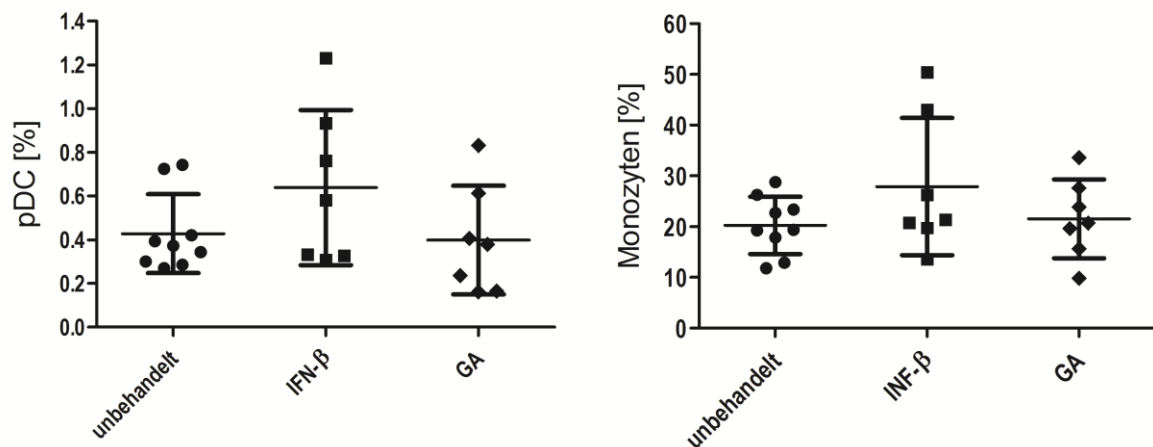 pDC [%]
1.4
1.2
1.0
0.8
0.6
0.4
0.2
0.0
unbehandelt
IFN-β
GA
Monozyten [%]
60
50
40
30
20
10
0
unbehandelt
INF-β
GA